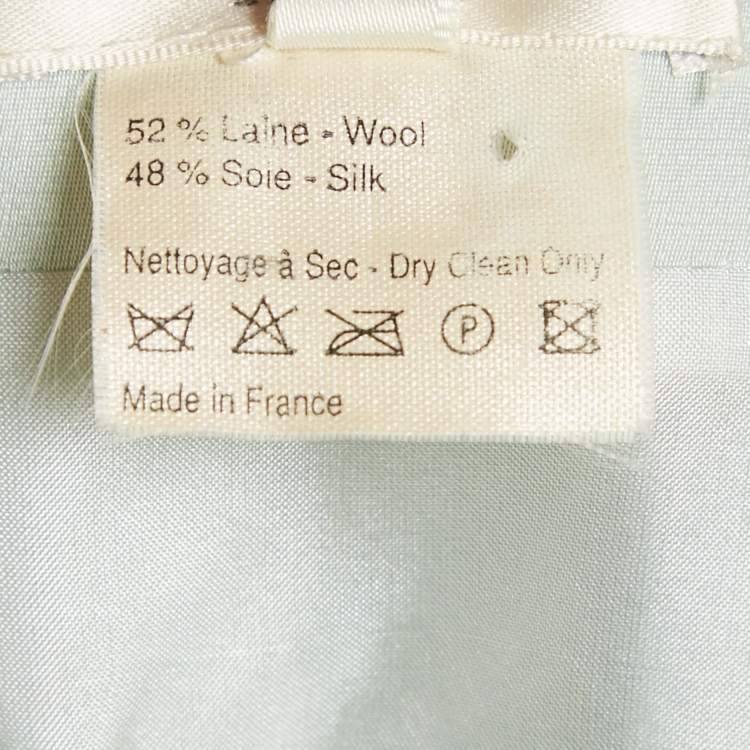 52 % Laine - Wool
48 % Soie - Silk
Nettoyage à Sec - Dry Clean Only
P
Made in France